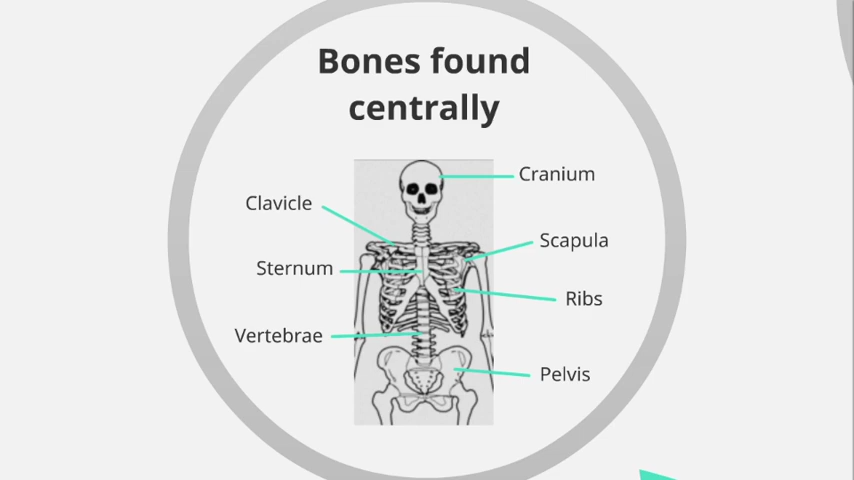 Bones found
centrally
Cranium
Clavicle
Scapula
Sternum
Ribs
Vertebrae
Pelvis